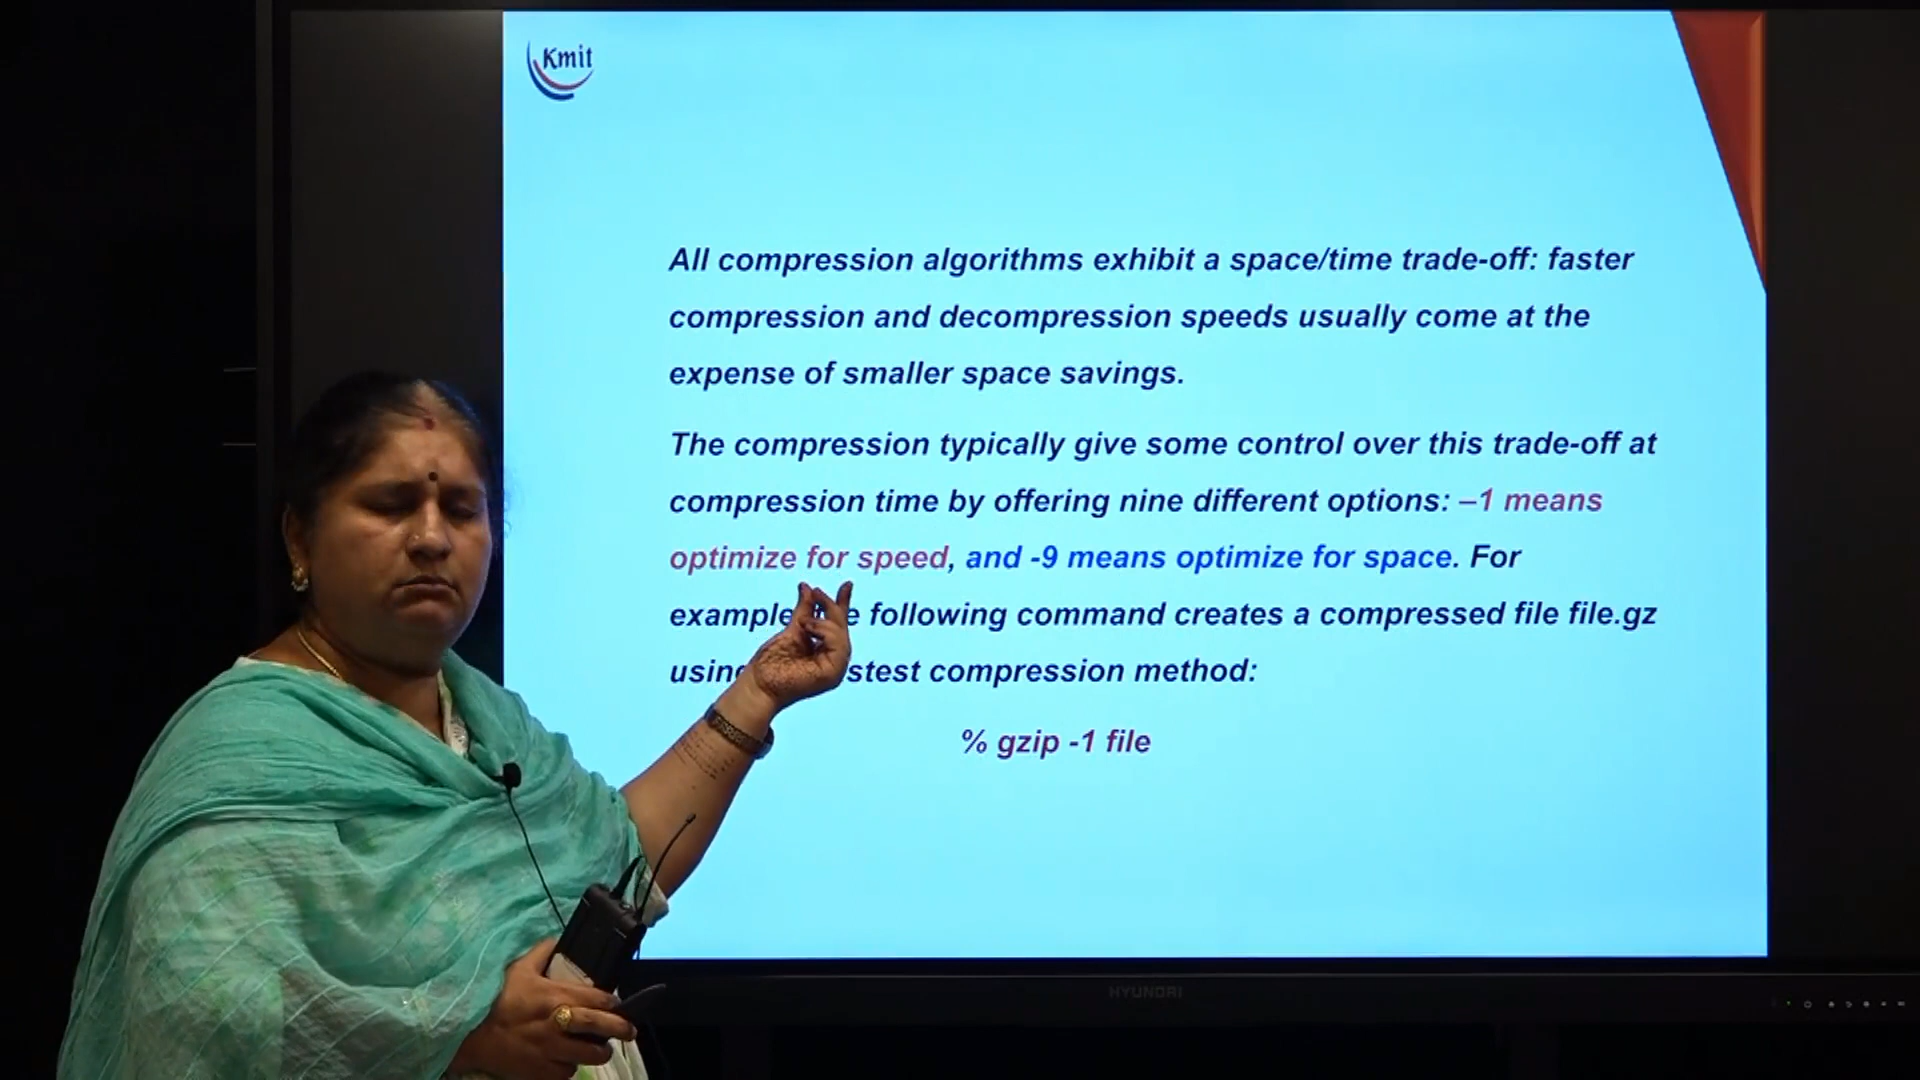 Kmit
All compression algorithms exhibit a space/time trade-off: faster
compression and decompression speeds usually come at the
expense of smaller space savings.
The compression typically give some control over this trade-off at
compression time by offering nine different options: –1 means
optimize for speed, and -9 means optimize for space. For
example following command creates a compressed file file.gz
using compression method:
% gzip -1 file
HYUNDAI